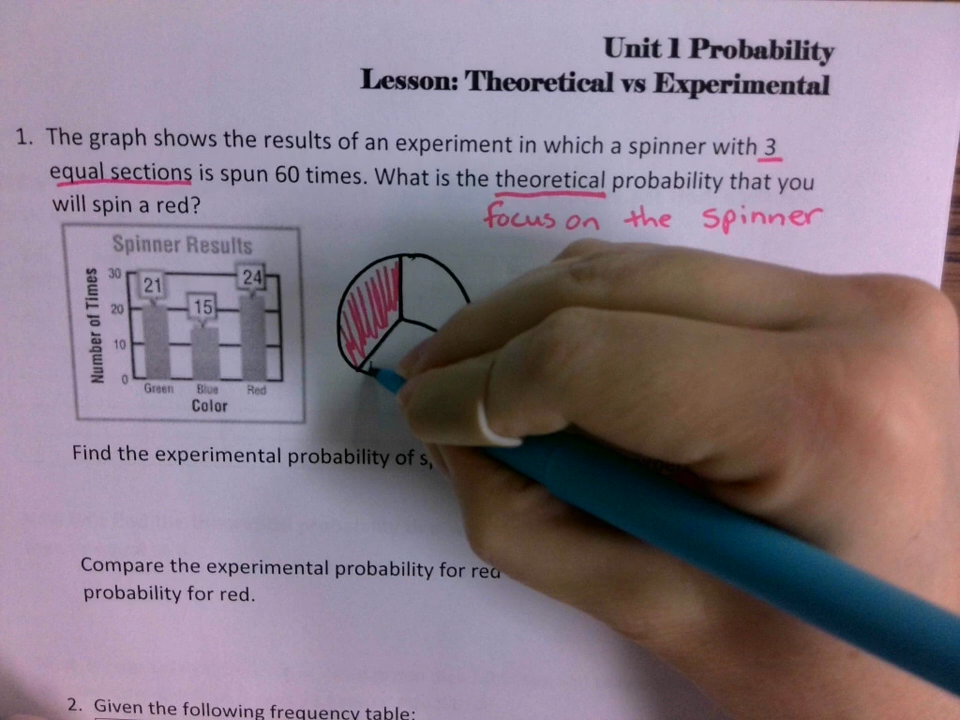 Unit 1 Probability
Lesson: Theoretical vs Experimental
1. The graph shows the results of an experiment in which a spinner with 3
equal sections is spun 60 times. What is the theoretical probability that you
will spin a red?
focus on the spinner
Spinner Results
Number of Times
30
20
10
0
21
15
24
Green Blue Red
Color
Find the experimental probability of
Compare the experimental probability for red
probability for red.
2. Given the following frequency table: